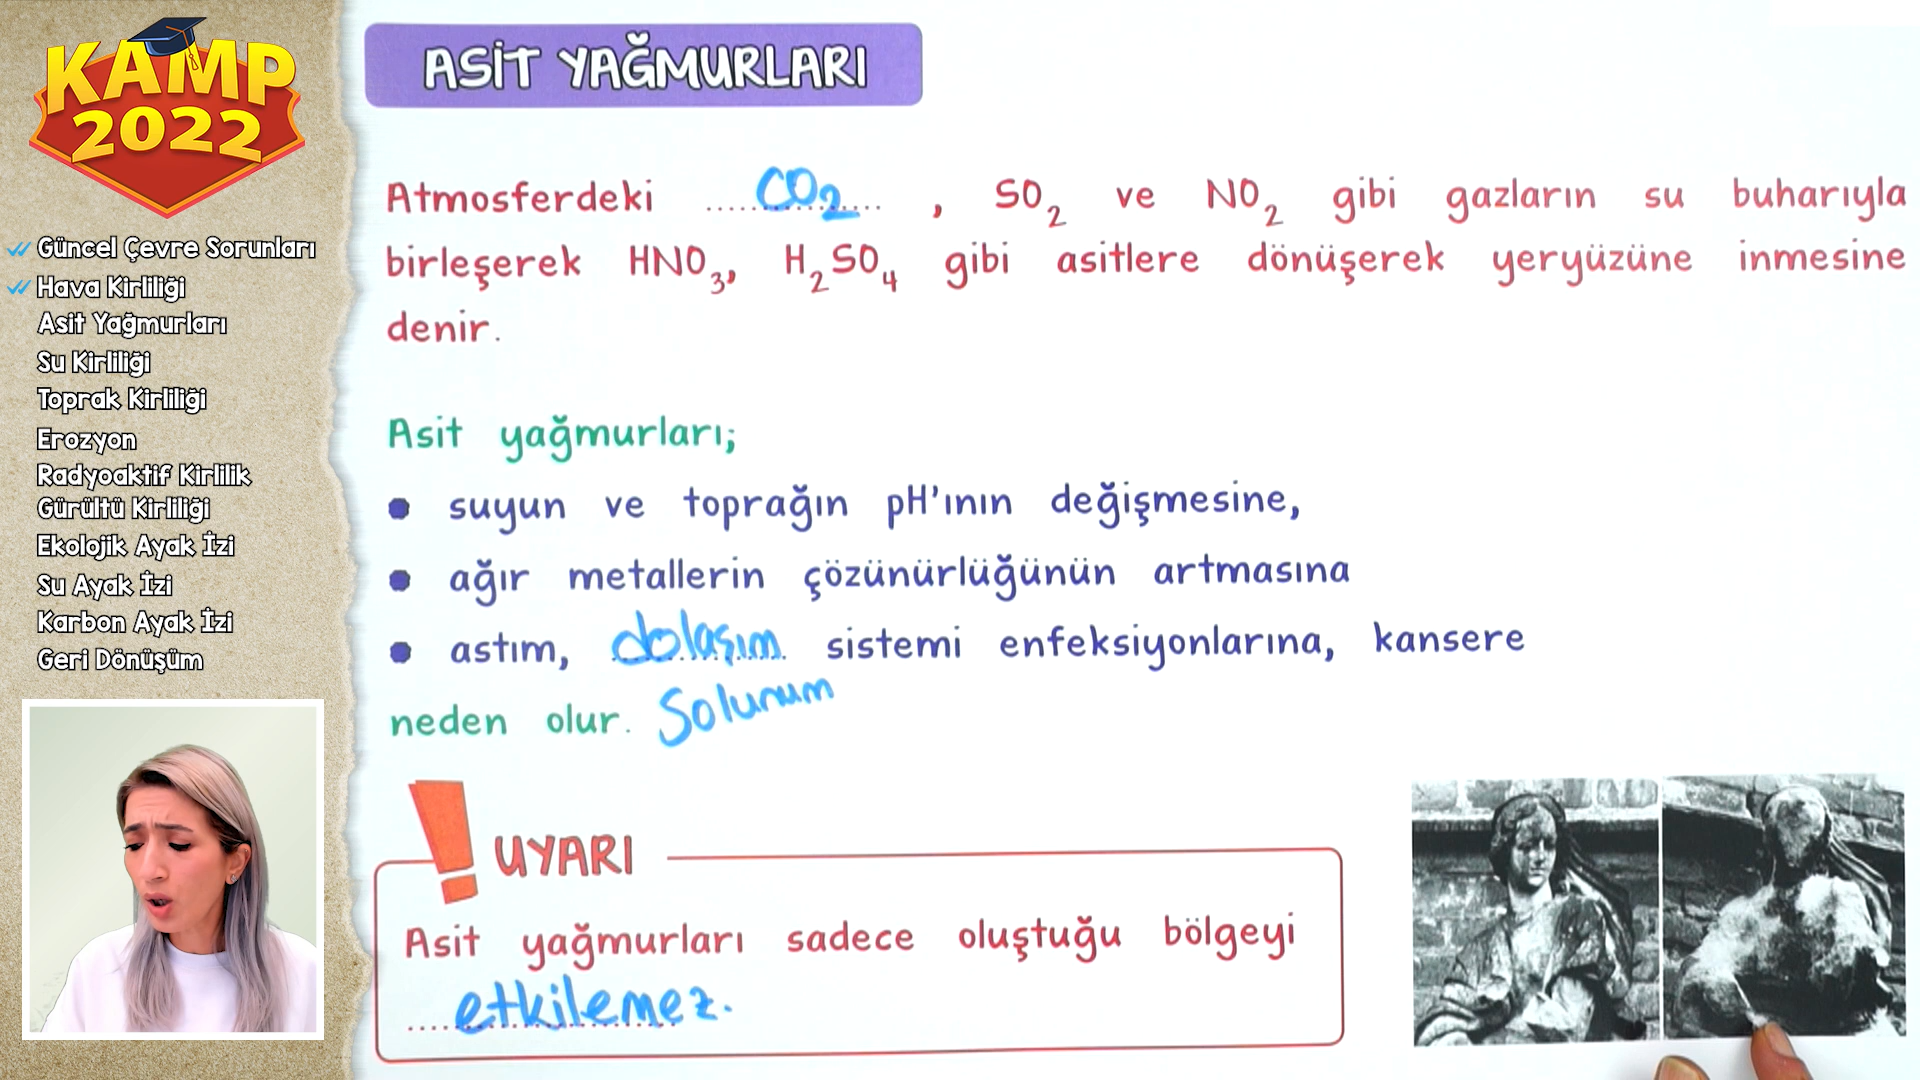 KAMP
2022
Güncel Çevre Sorunları
Hava Kirliliği
Asit Yağmurları
Su Kirliliği
Toprak Kirliliği
Erozyon
Radyoaktif Kirlilik
Gürültü Kirliliği
Ekolojik Ayak İzi
Su Ayak İzi
Karbon Ayak İzi
Geri Dönüşüm
ASİT YAĞMURLARI
Atmosferdeki CO2, SO2 ve NO2 gibi gazların su buharıyla
birleşerek HNO3, H2SO4 gibi asitlere dönüşerek yeryüzüne inmesine
denir.
Asit yağmurları;
• suyun ve toprağın pH'ının değişmesine,
• ağır metallerin çözünürlüğünün artmasına
• astım, dolaşım sistemi enfeksiyonlarına, kansere
neden olur. Solunum
! UYARI
Asit yağmurları sadece oluştuğu bölgeyi
etkilemez.